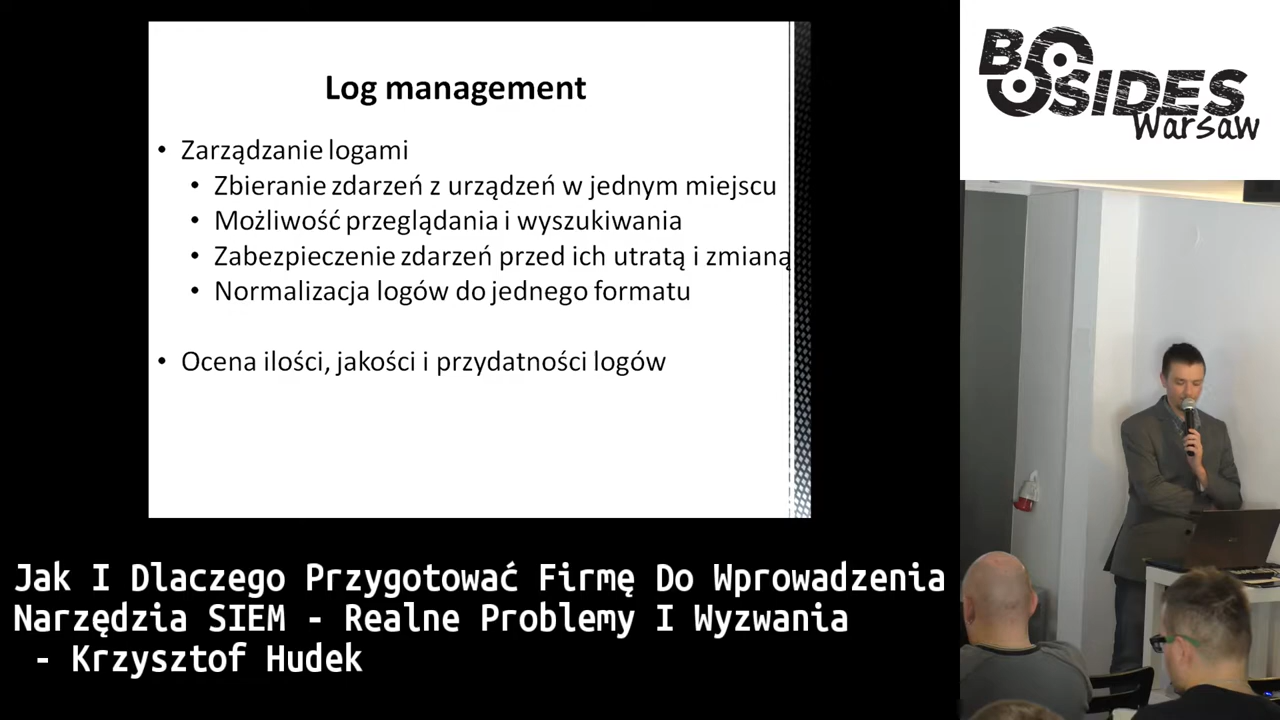 Log management
• Zarządzanie logami
• Zbieranie zdarzeń z urządzeń w jednym miejscu
• Możliwość przeglądania i wyszukiwania
• Zabezpieczenie zdarzeń przed ich utratą i zmianą
• Normalizacja logów do jednego formatu
• Ocena ilości, jakości i przydatności logów
BSIDES
Warsaw
Jak I Dlaczego Przygotować Firmę Do Wprowadzenia
Narzędzia SIEM - Realne Problemy I Wyzwania
- Krzysztof Hudek